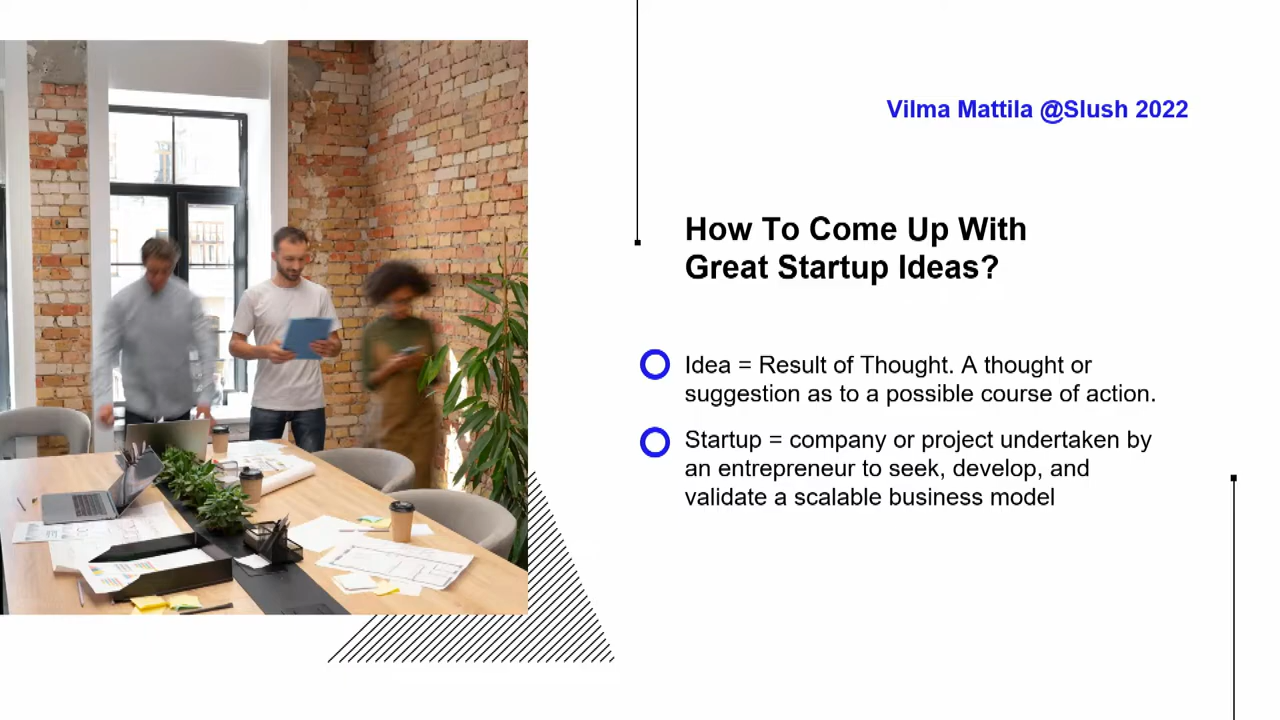 Vilma Mattila @Slush 2022
How To Come Up With
Great Startup Ideas?
Idea = Result of Thought. A thought or
suggestion as to a possible course of action.
Startup = company or project undertaken by
an entrepreneur to seek, develop, and
validate a scalable business model